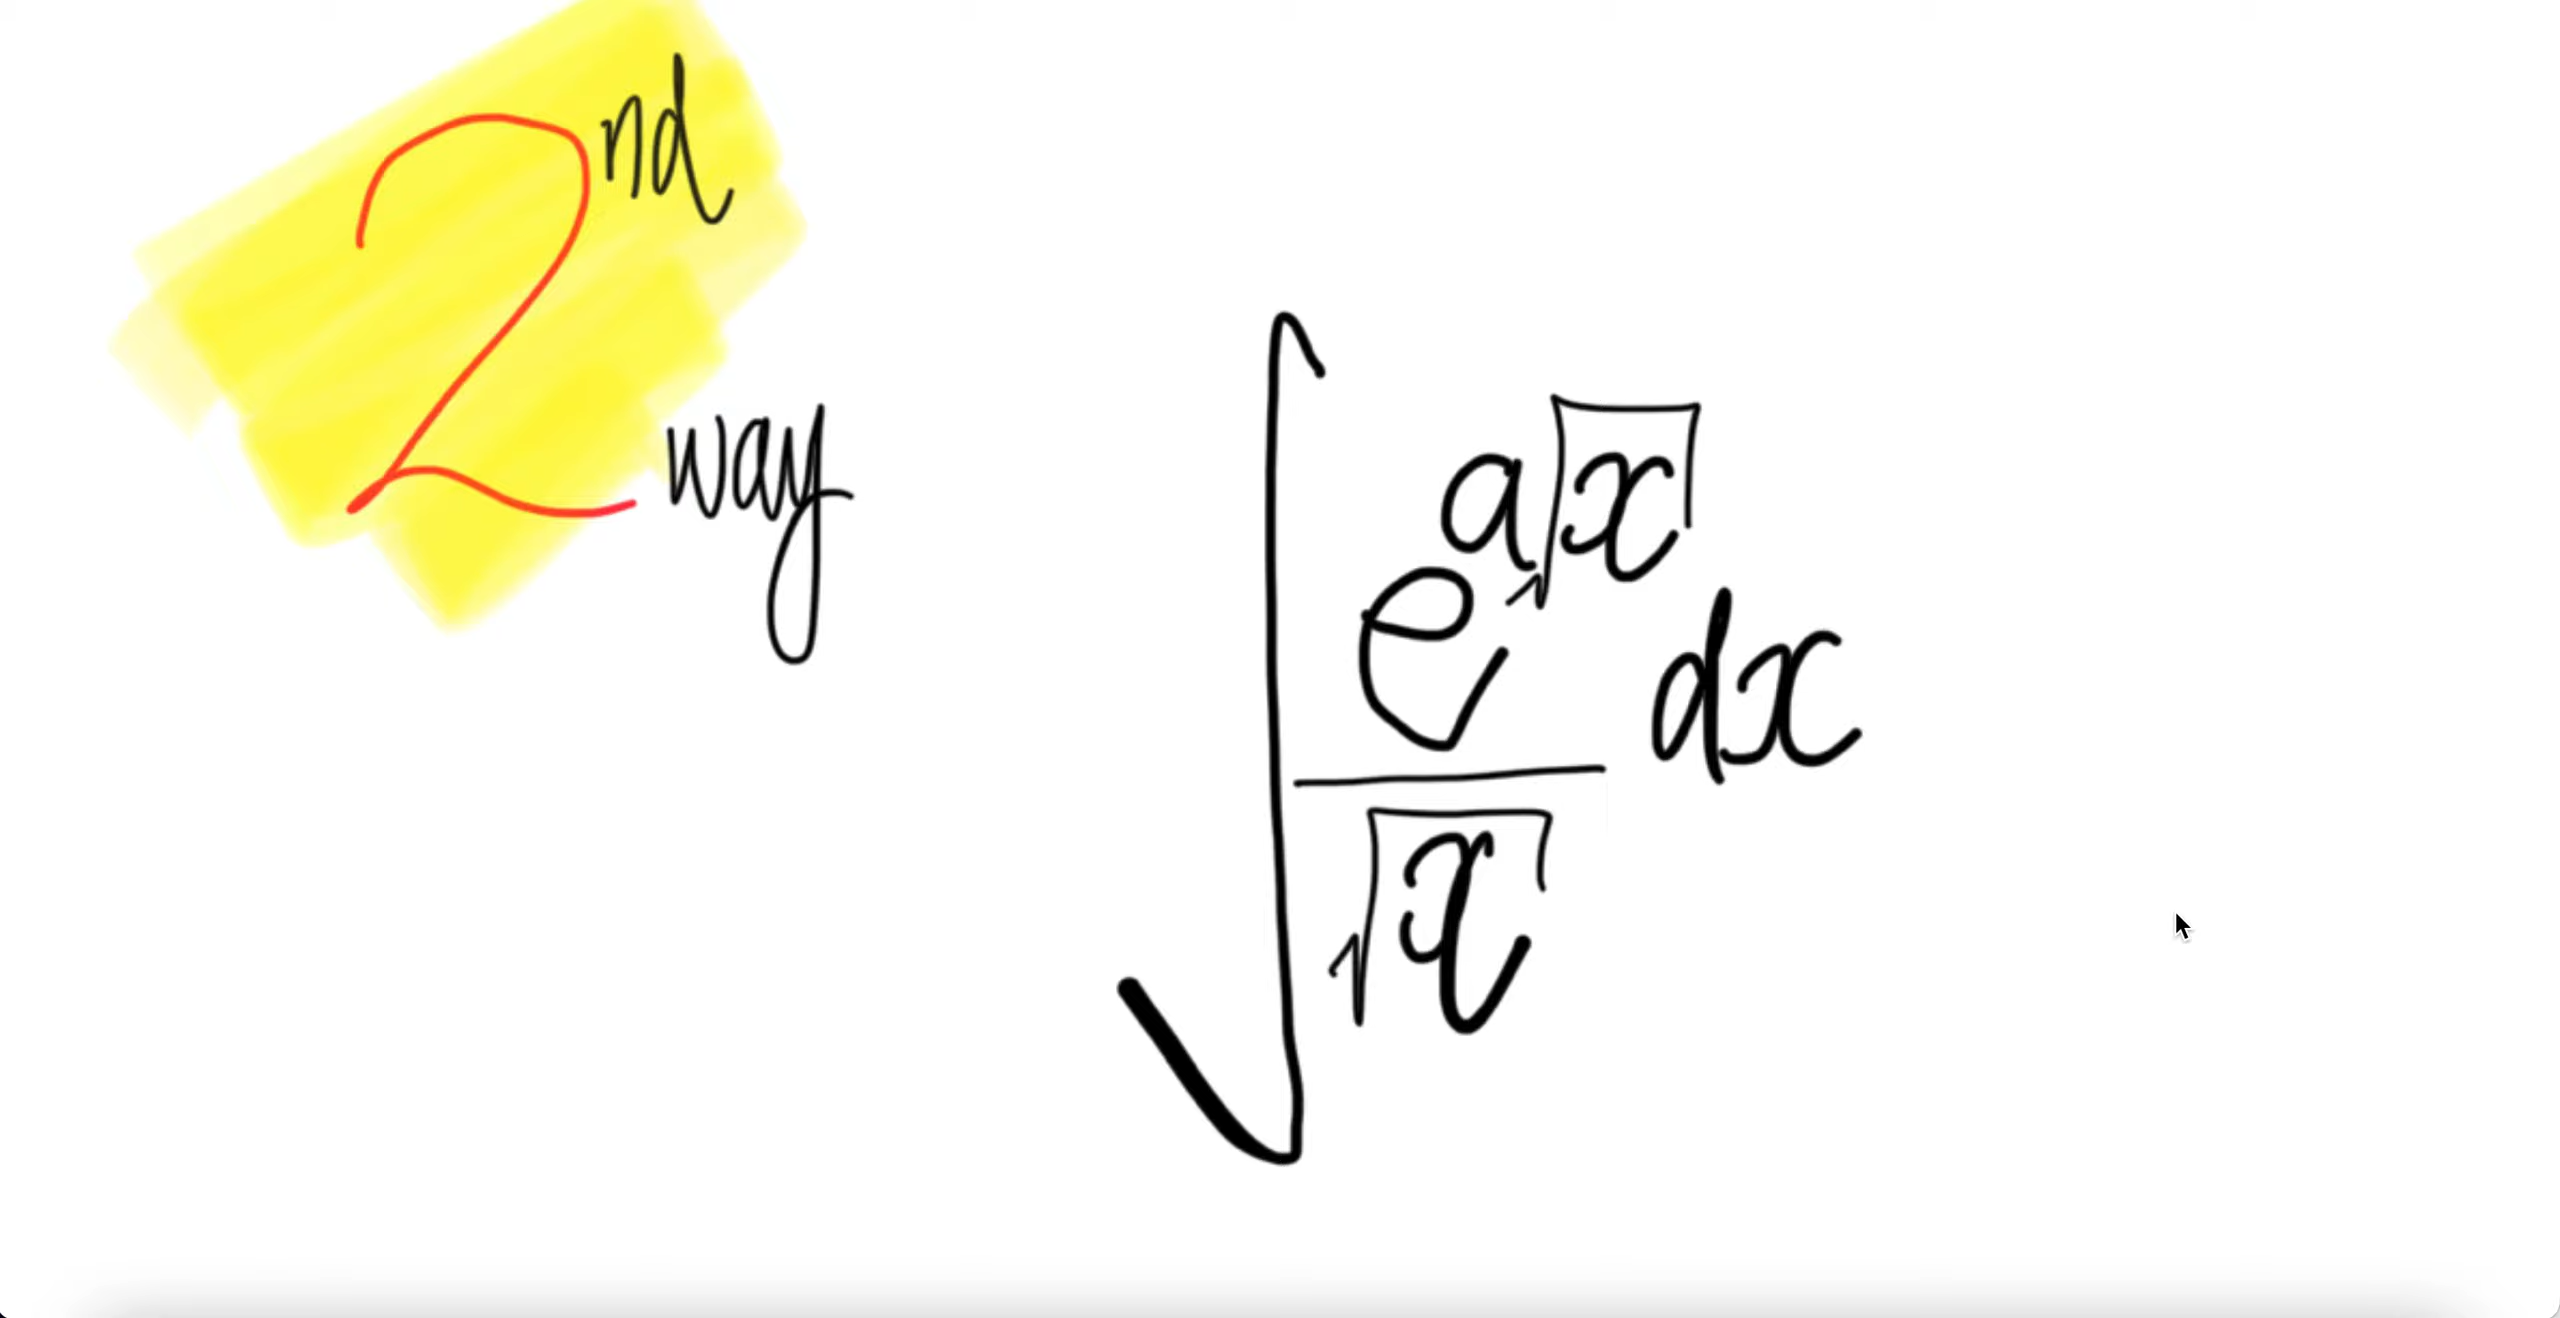 2nd way
∫ e^(a√x) / √x dx